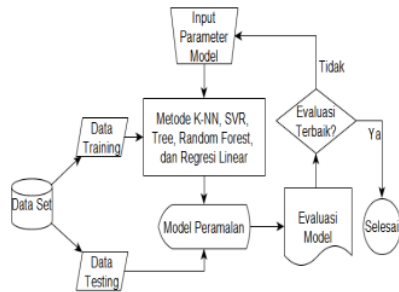 Input
Parameter
Model
Tidak
Evaluasi
Terbaik?
Ya
Metode K-NN, SVR,
Tree, Random Forest,
dan Regresi Linear
Data
Training
Data Set
Model Peramalan
Evaluasi
Model
Selesai
Data
Testing